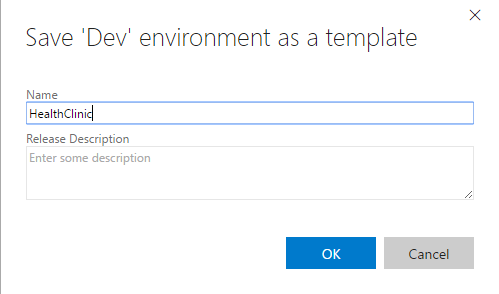 Save 'Dev' environment as a template
Name
HealthClinic
Release Description
Enter some description
OK
Cancel